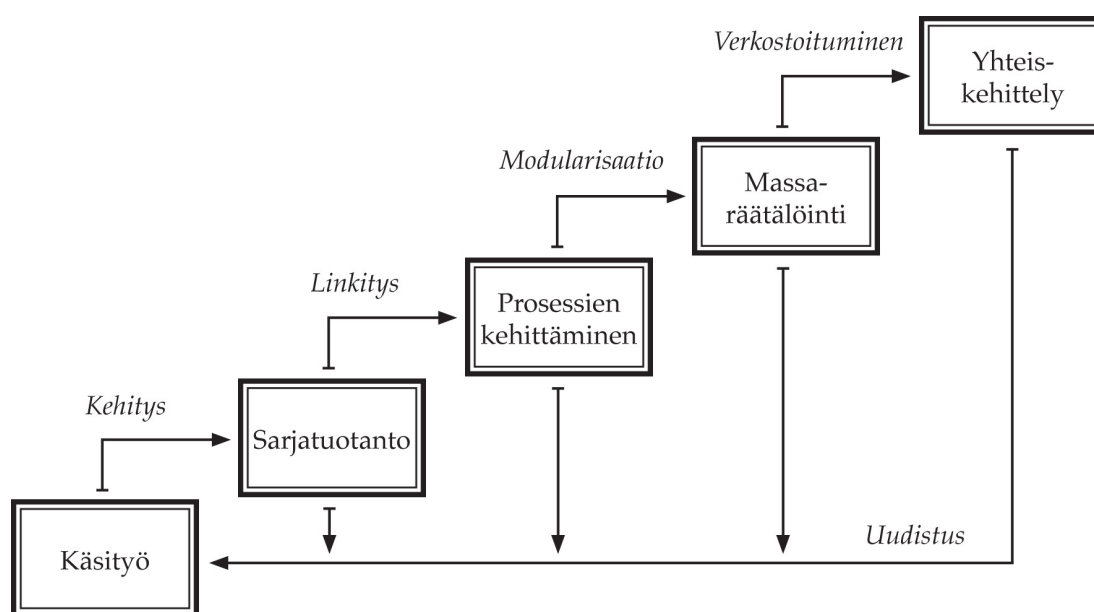 Verkostoituminen
Yhteis-
kehittely
Modularisaatio
Massa-
räätälöinti
Linkitys
Prosessien
kehittäminen
Kehitys
Sarjatuotanto
Uudistus
Käsityö